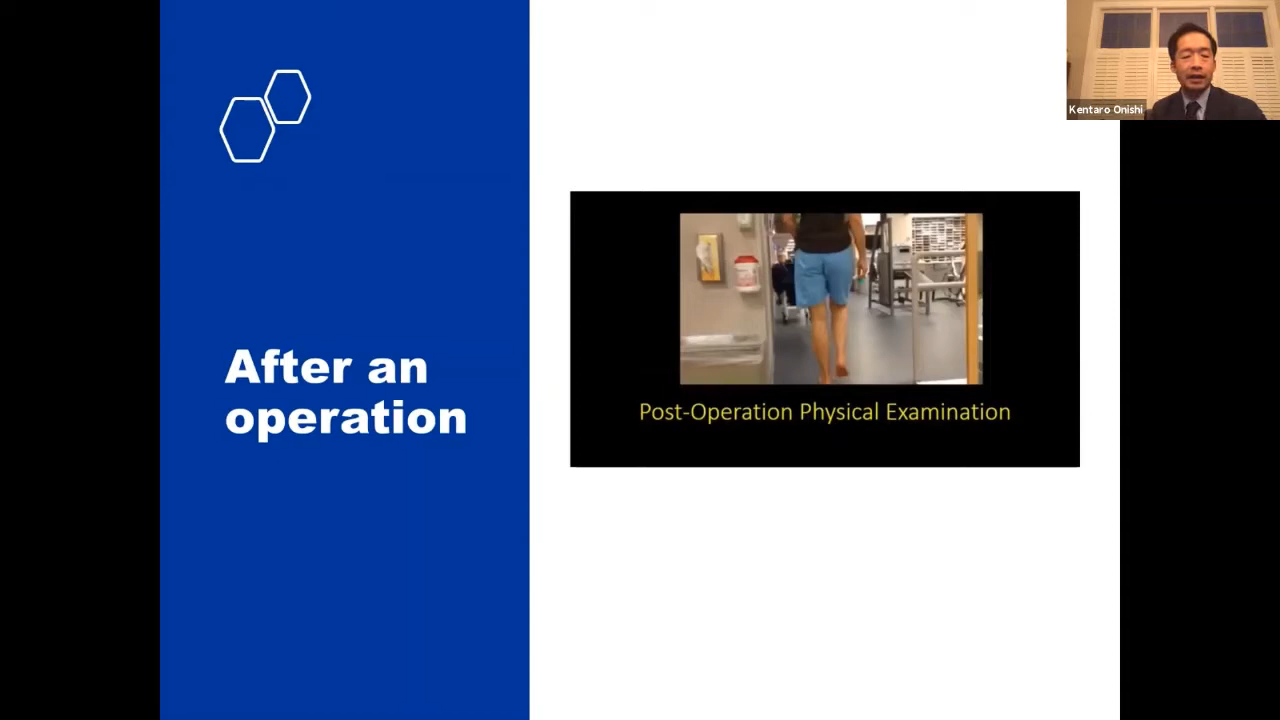 Kentaro Onishi
After an
operation
Post-Operation Physical Examination